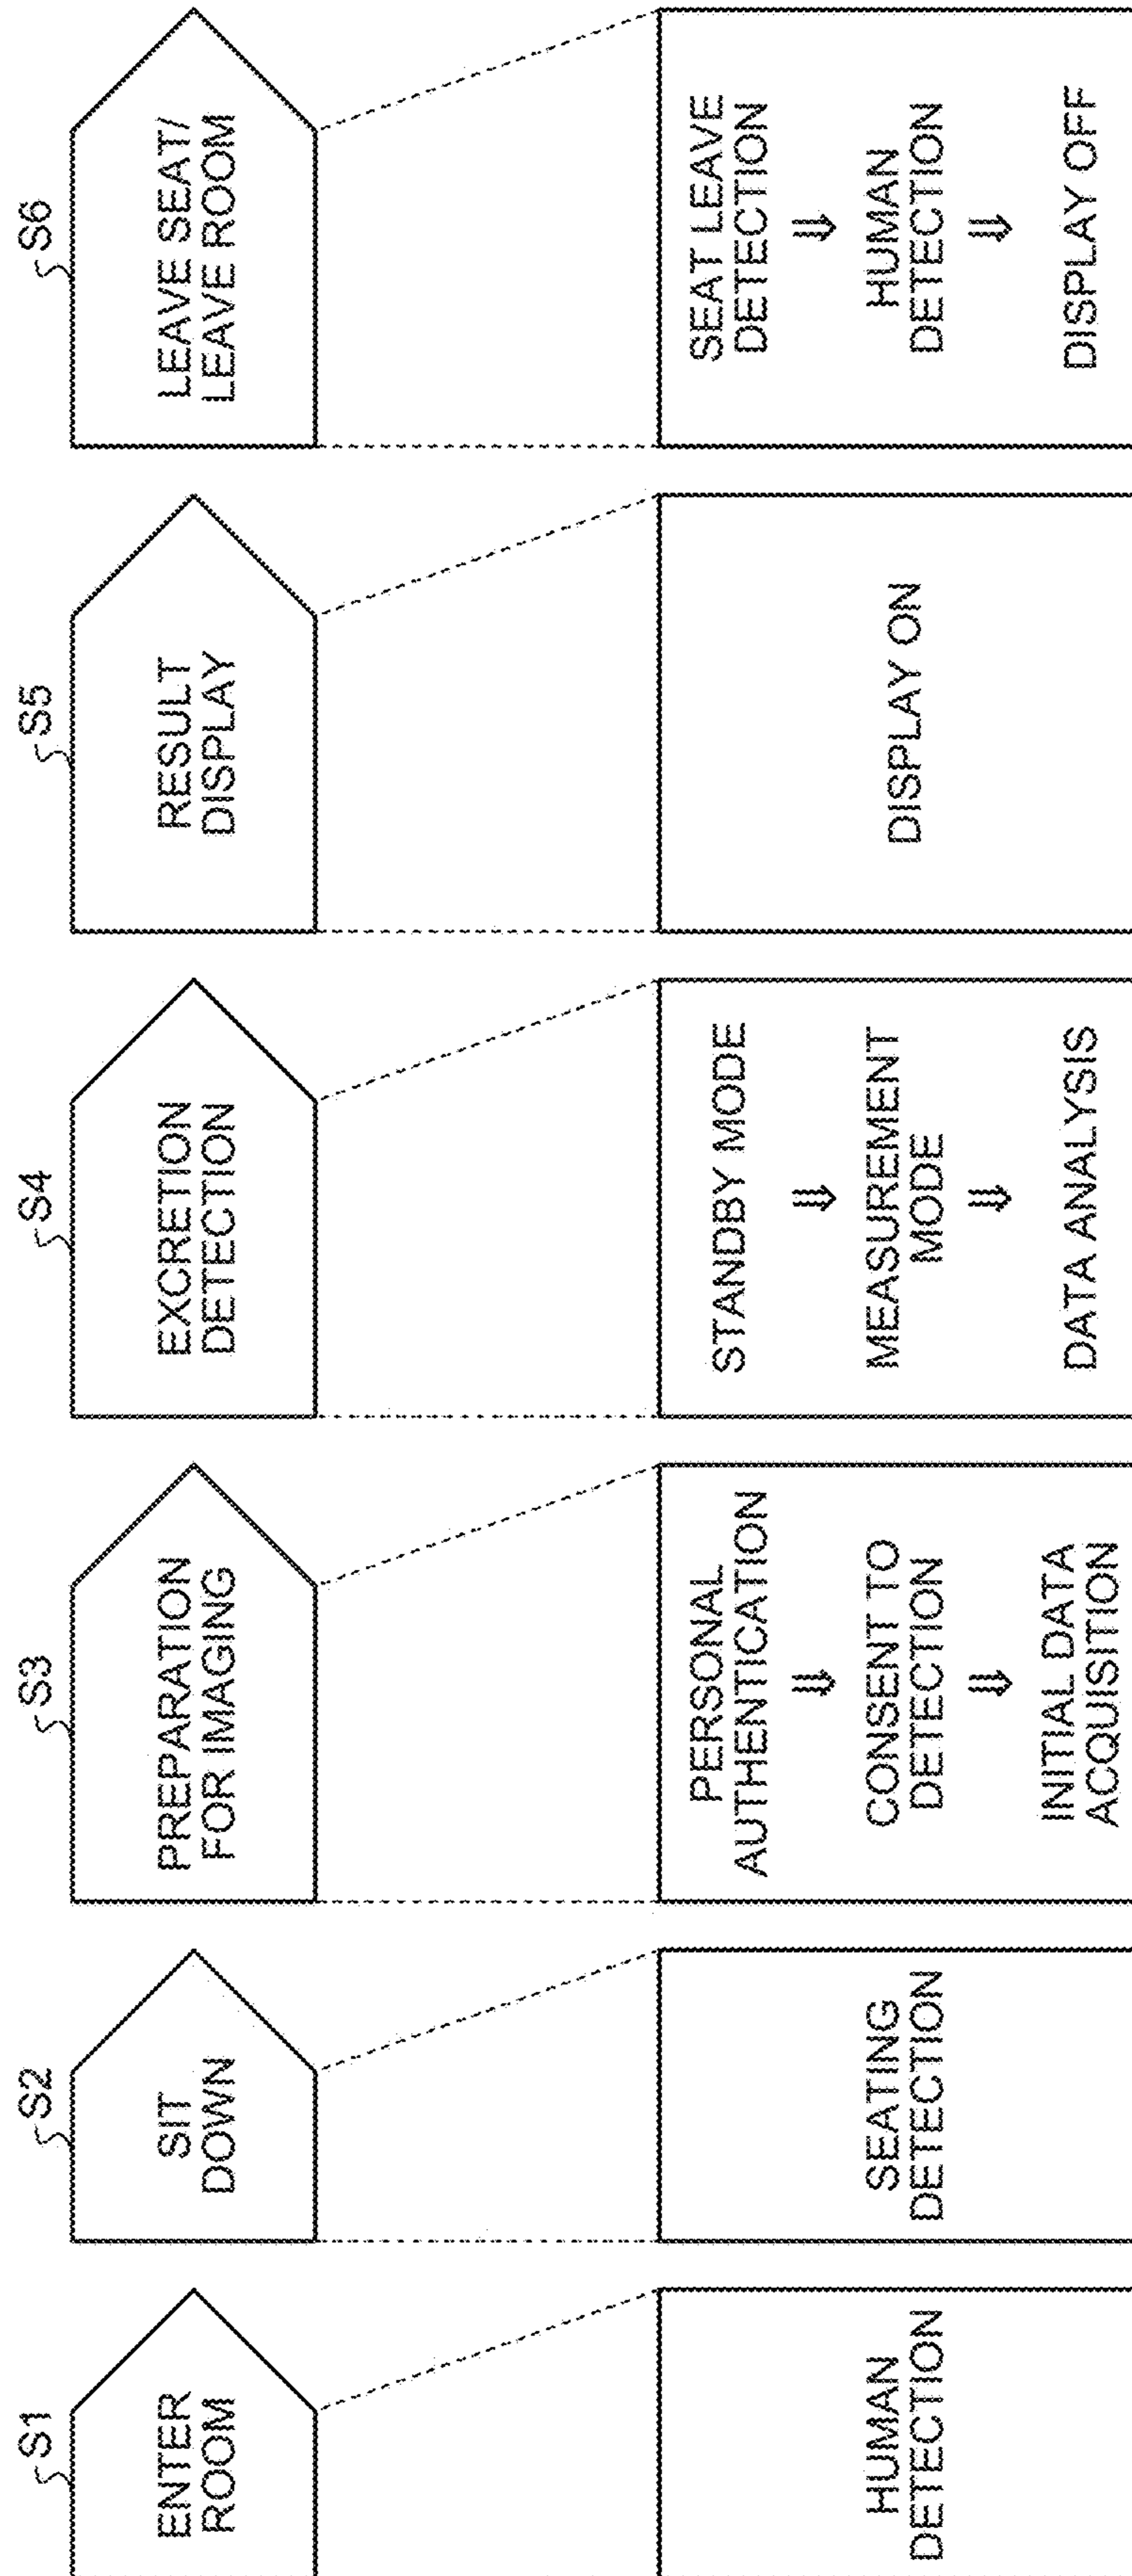 S1
ENTER
ROOM
S2
SIT
DOWN
S3
PREPARATION
FOR IMAGING
S4
EXCRETION
DETECTION
S5
RESULT
DISPLAY
S6
LEAVE SEAT/
LEAVE ROOM
HUMAN
DETECTION
SEATING
DETECTION
PERSONAL
AUTHENTICATION
⇓
CONSENT TO
DETECTION
⇓
INITIAL DATA
ACQUISITION
STANDBY MODE
⇓
MEASUREMENT
MODE
⇓
DATA ANALYSIS
DISPLAY ON
SEAT LEAVE
DETECTION
⇓
HUMAN
DETECTION
⇓
DISPLAY OFF